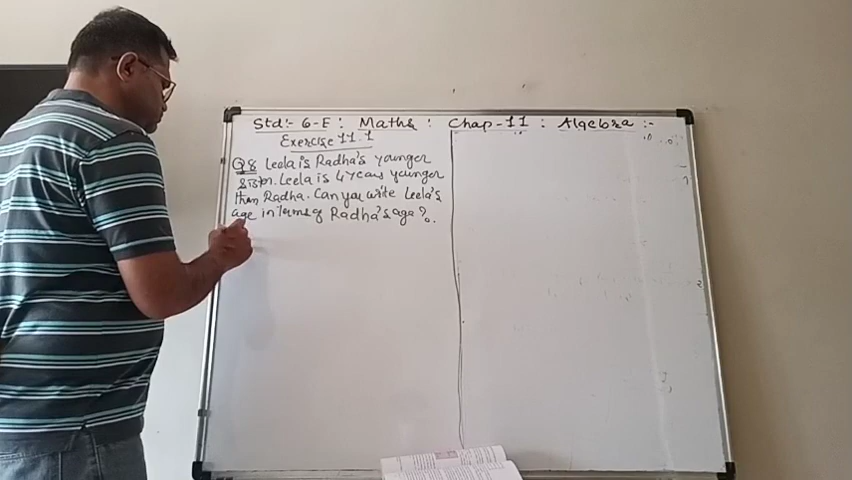 Std:- 6-E : Maths : Chap-11 : Algebra :-
Exercise 11.1
Q8 Leela is Radha's younger
sister. Leela is 4 years younger
than Radha. Can you write Leela's
age in terms of Radha's age?.